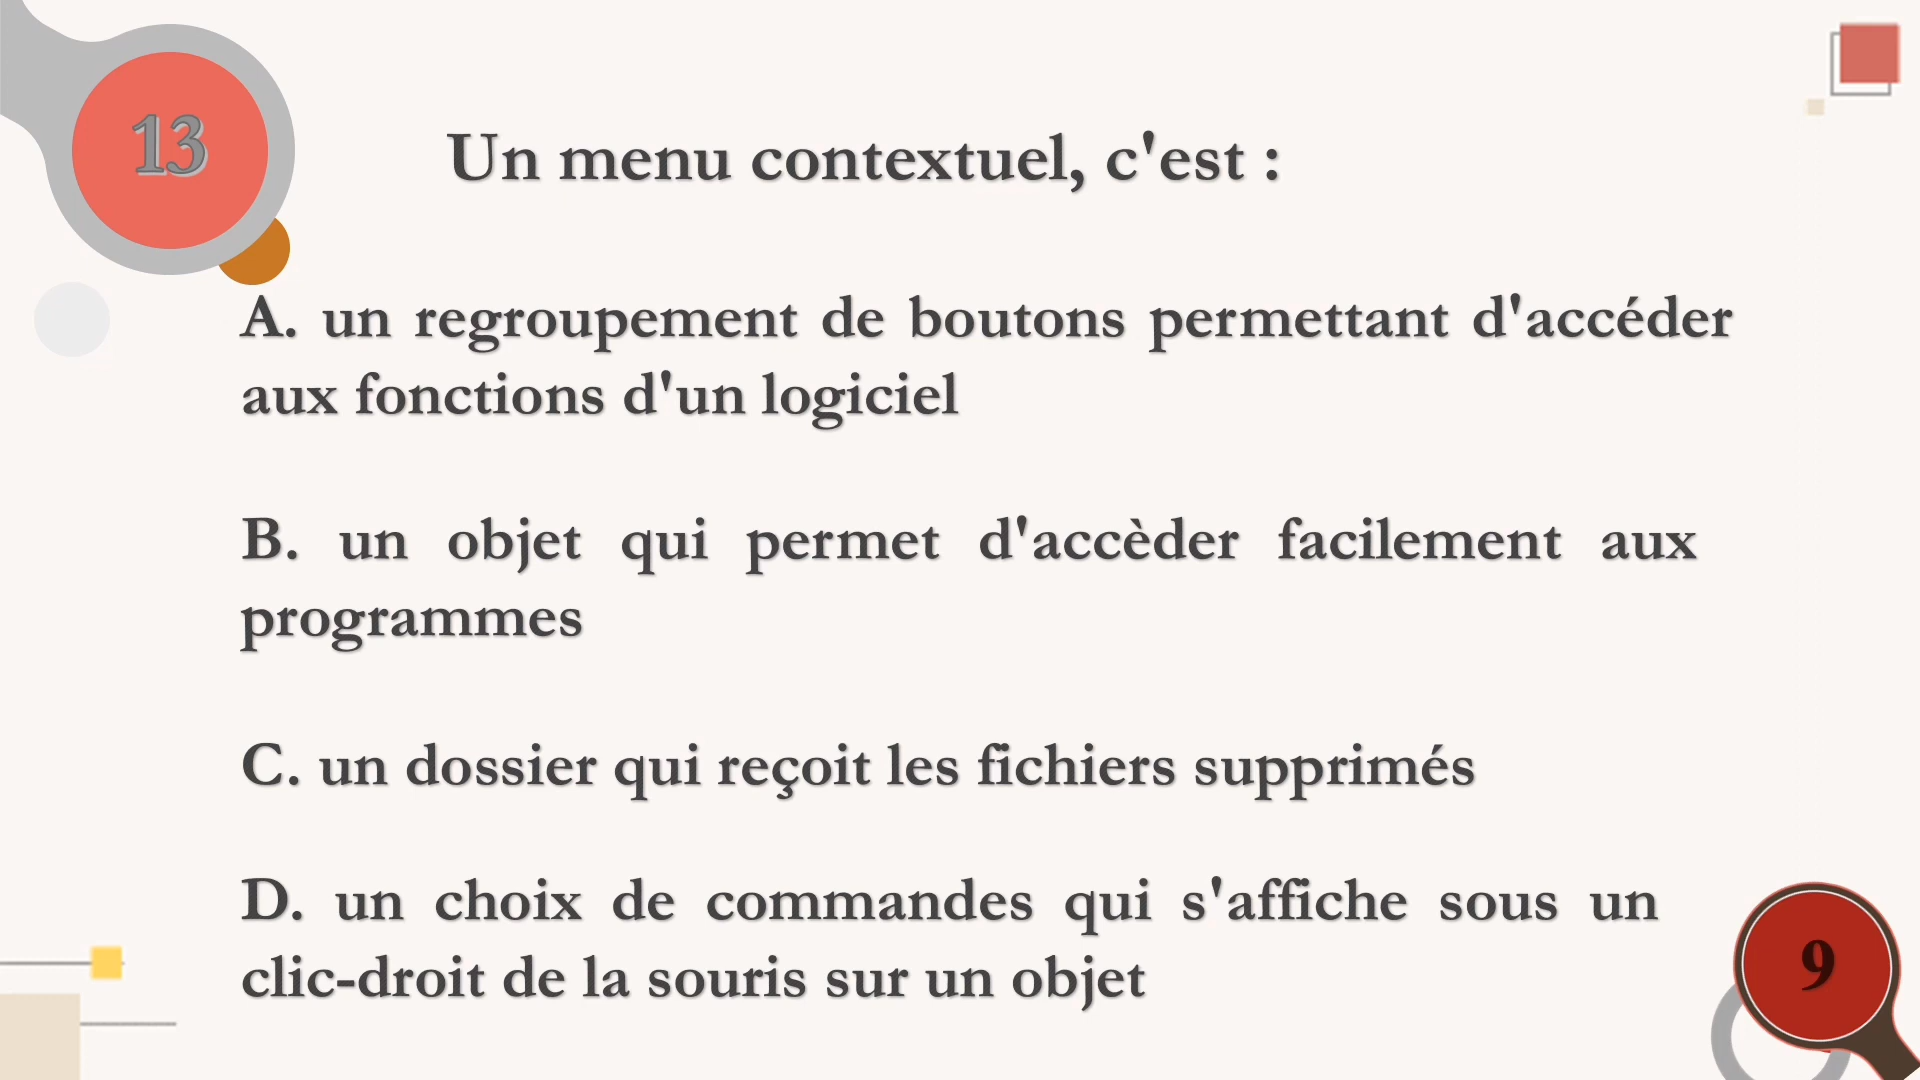 13
Un menu contextuel, c'est :
A. un regroupement de boutons permettant d'accéder
aux fonctions d'un logiciel
B. un objet qui permet d'accèder facilement aux
programmes
C. un dossier qui reçoit les fichiers supprimés
D. un choix de commandes qui s'affiche sous un
clic-droit de la souris sur un objet
9